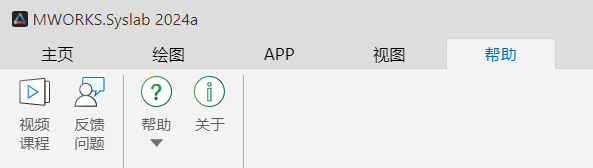 MWORKS.Syslab 2024a
主页 绘图 APP 视图 帮助
视频 反馈 帮助 关于
课程 问题